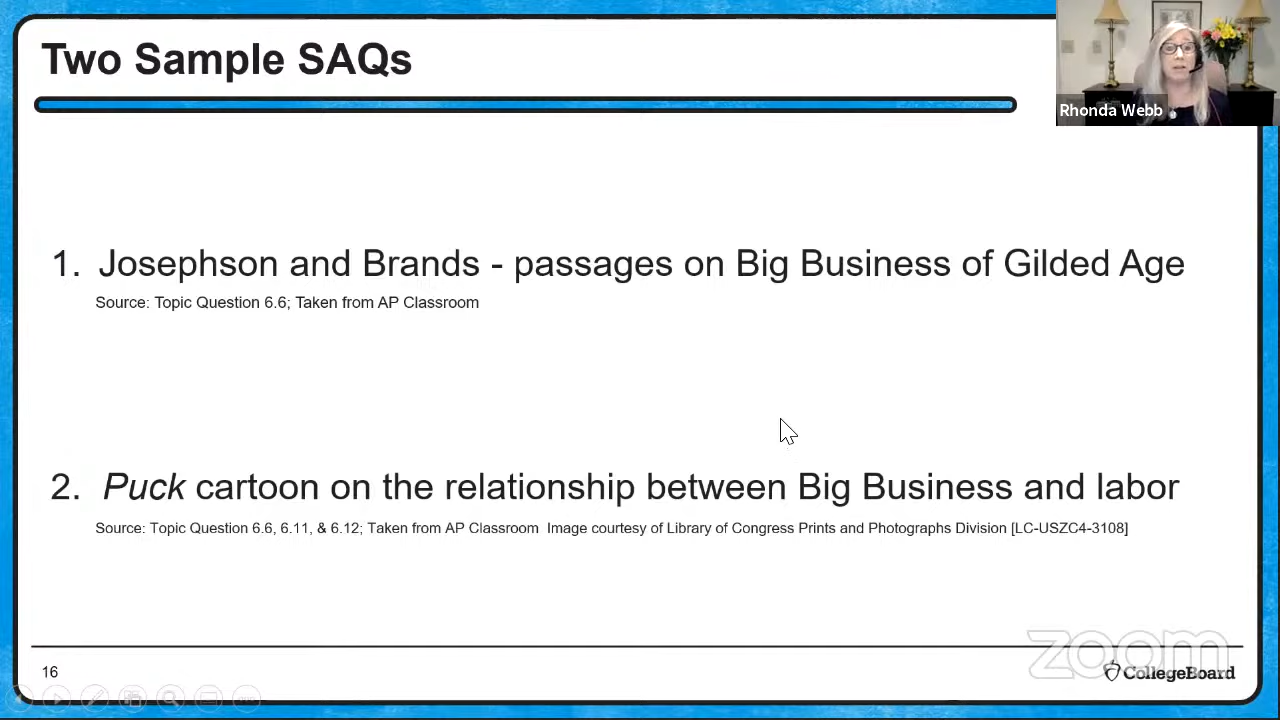 Two Sample SAQs
Rhonda Webb
1. Josephson and Brands - passages on Big Business of Gilded Age
Source: Topic Question 6.6; Taken from AP Classroom
2. Puck cartoon on the relationship between Big Business and labor
Source: Topic Question 6.6, 6.11, & 6.12; Taken from AP Classroom Image courtesy of Library of Congress Prints and Photographs Division [LC-USZC4-3108]
zoom
16
CollegeBoard